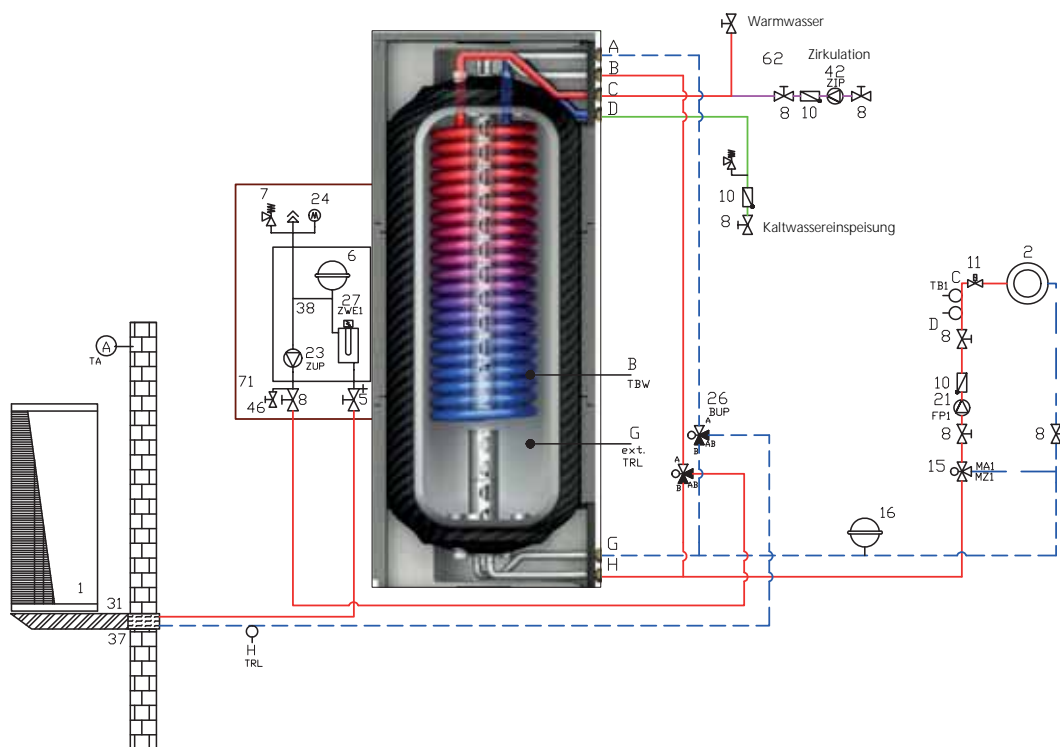 Warmwasser
A
B
C
D
62
Zirkulation
42
ZIP
8
10
8
10
8
Kaltwassereinspeisung
7
24
6
38
27
ZWE1
23
ZUP
71
46
8
5
A
TA
B
TBW
G
ext.
TRL
26
BUP
A
AB
B
A
AB
B
2
11
C
TB1
D
8
10
21
FP1
8
8
15
MA1
MZ1
16
G
H
1
31
37
H
TRL